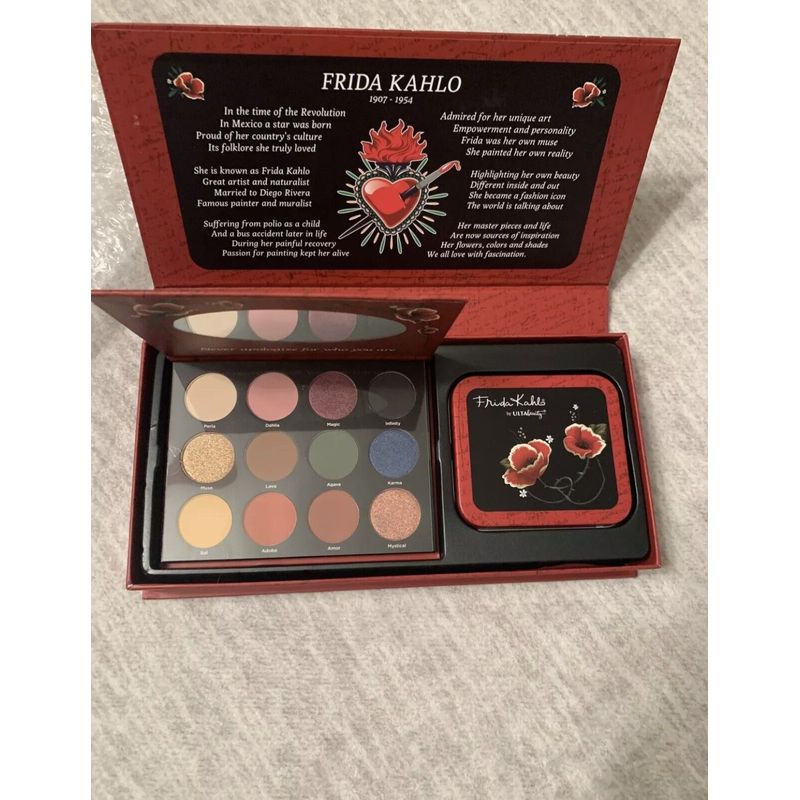 FRIDA KAHLO
1907 - 1954
In the time of the Revolution
In Mexico a star was born
Proud of her country's culture
Its folklore she truly loved
She is known as Frida Kahlo
Great artist and naturalist
Married to Diego Rivera
Famous painter and muralist
Suffering from polio as a child
And a bus accident later in life
During her painful recovery
Passion for painting kept her alive
Admired for her unique art
Empowerment and personality
Frida was her own muse
She painted her own reality
Highlighting her own beauty
Different inside and out
She became a fashion icon
The world is talking about
Her master pieces and life
Are now sources of inspiration
Her flowers, colors and shades
We all love with fascination.
Never apologize for who you are
Perla Dahlia Magic Infinity
Muse Lava Agave Karma
Sol Adobo Amor Mystical
Frida Kahlo
by ULTA beauty